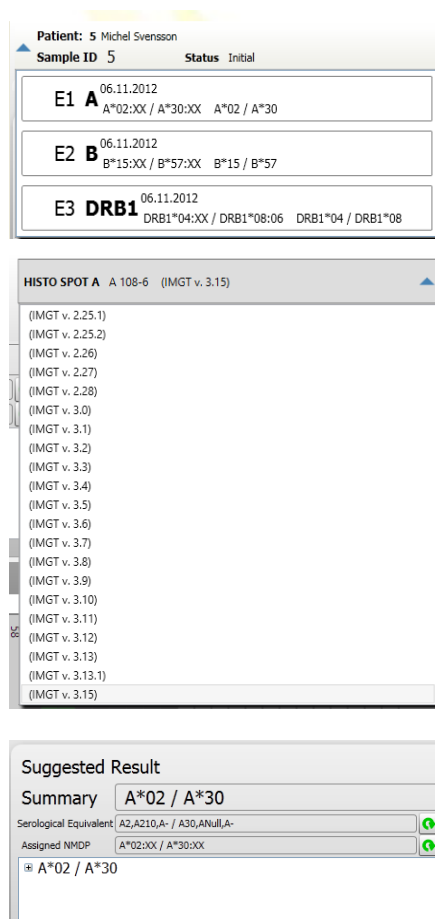 Patient: 5 Michel Svensson
Sample ID 5 Status Initial
E1 A 06.11.2012
A*02:XX / A*30:XX A*02 / A*30
E2 B 06.11.2012
B*15:XX / B*57:XX B*15 / B*57
E3 DRB1 06.11.2012
DRB1*04:XX / DRB1*08:06 DRB1*04 / DRB1*08
HISTO SPOT A A 108-6 (IMGT v. 3.15)
(IMGT v. 2.25.1)
(IMGT v. 2.25.2)
(IMGT v. 2.26)
(IMGT v. 2.27)
(IMGT v. 2.28)
(IMGT v. 3.0)
(IMGT v. 3.1)
(IMGT v. 3.2)
(IMGT v. 3.3)
(IMGT v. 3.4)
(IMGT v. 3.5)
(IMGT v. 3.6)
(IMGT v. 3.7)
(IMGT v. 3.8)
(IMGT v. 3.9)
(IMGT v. 3.10)
(IMGT v. 3.11)
(IMGT v. 3.12)
58
(IMGT v. 3.13)
(IMGT v. 3.13.1)
(IMGT v. 3.15)
Suggested Result
Summary A*02 / A*30
Serological Equivalent A2,A210,A- / A30,ANull,A-
Assigned NMDP A*02:XX / A*30:XX
A*02 / A*30